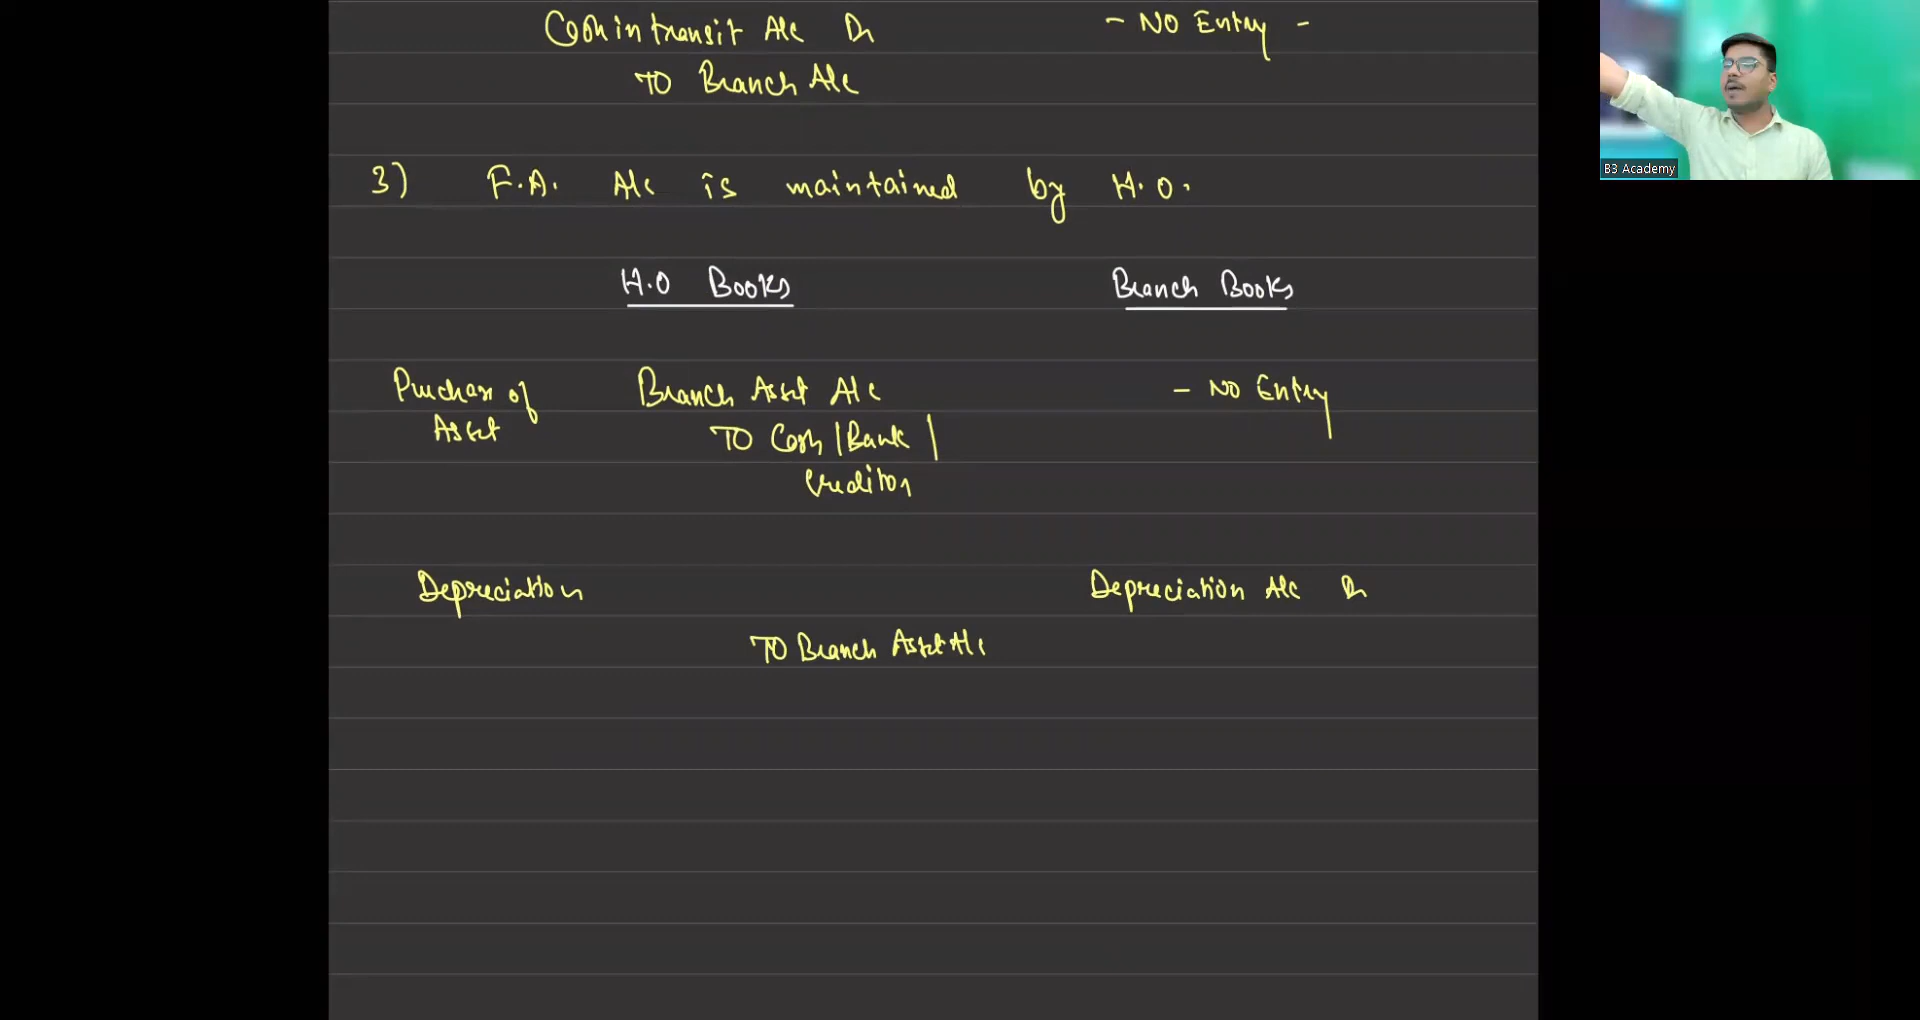 Cash in transit A/c Dr
- NO Entry -
TO Branch A/c
3) F.A. A/c is maintained by H.O.
H.O Books
Branch Books
Purchase of
Asset
Branch Asset A/c
TO Cash | Bank |
Creditors
- NO Entry
Depreciation
Depreciation A/c Dr
TO Branch Asset A/c
B3 Academy